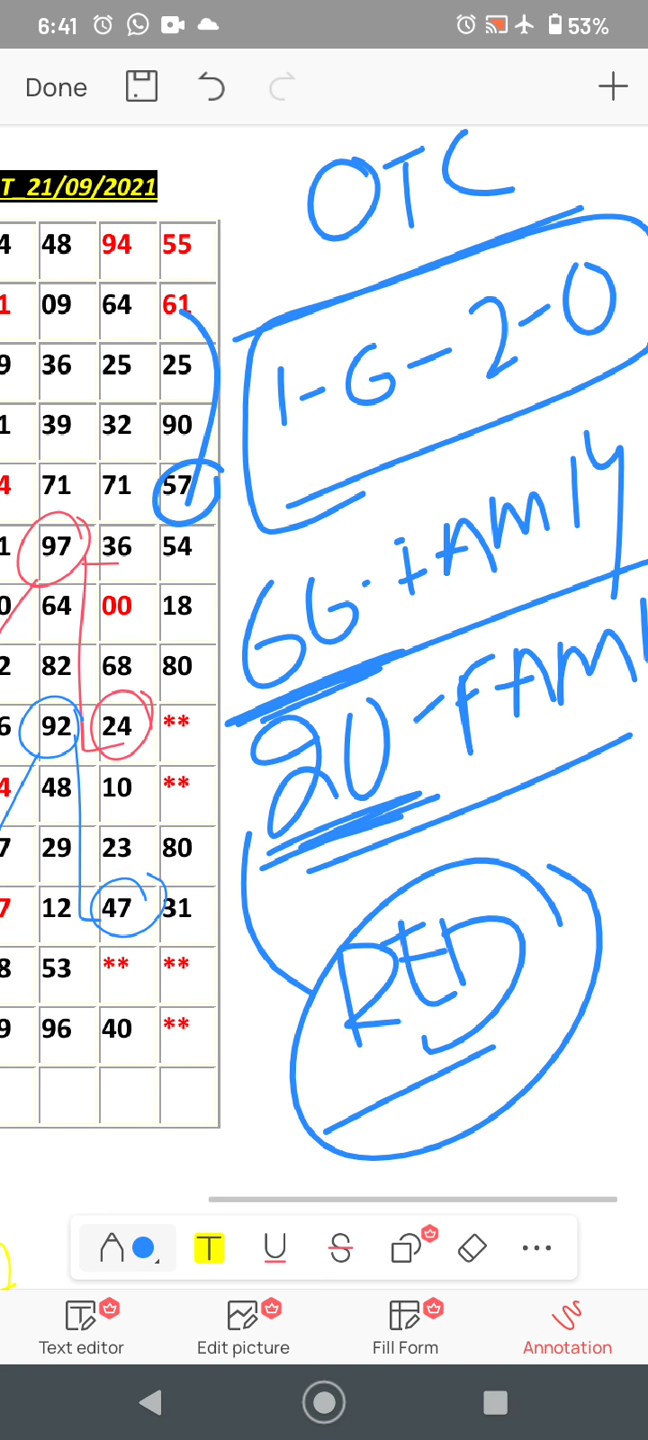 6:41 53%
Done
T_21/09/2021
OTC
4 48 94 55
1 09 64 61
9 36 25 25
1-6-2-0
1 39 32 90
4 71 71 57
1 97 36 54
66-FAMIY
0 64 00 18
2 82 68 80
20-FAMI
6 92 24 **
4 48 10 **
7 29 23 80
7 12 47 31
8 53 ** **
RED
9 96 40 **
T U S
Text editor Edit picture Fill Form Annotation